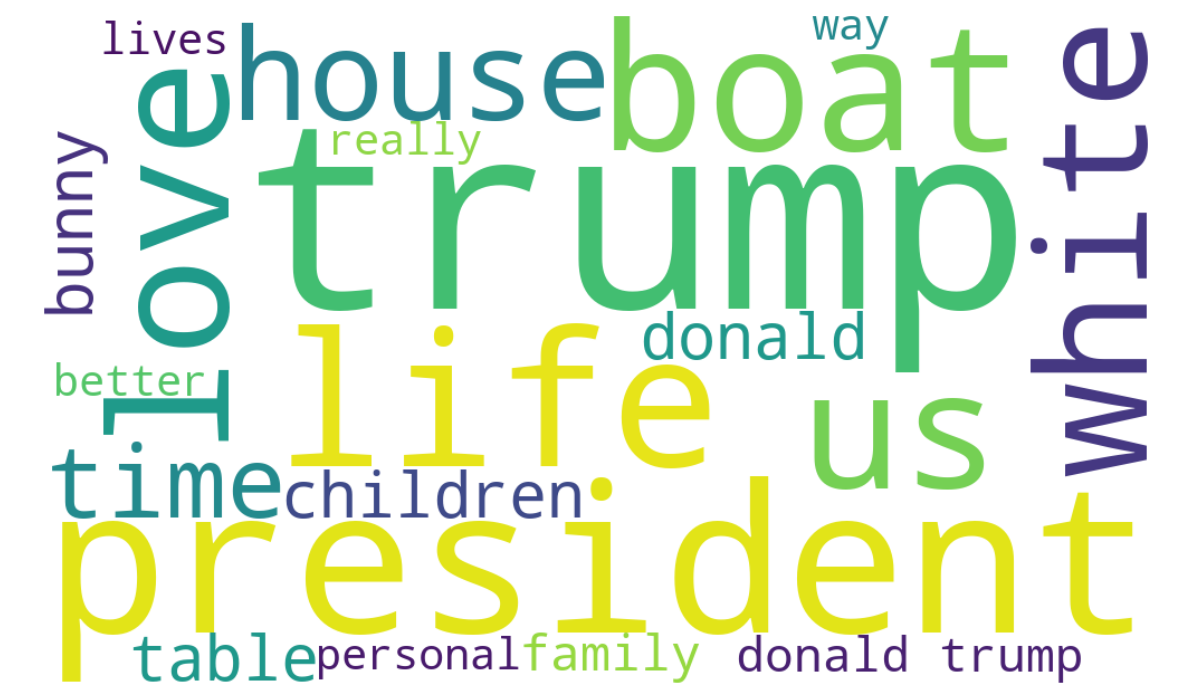 lives
house
boat
way
white
love
bunny
really
trump
life
donald
better
us
time
children
president
table
personal
family
donald trump